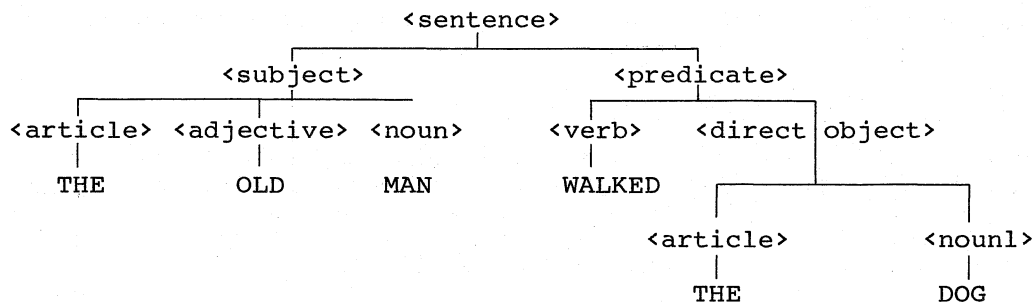 <sentence>
<subject> <predicate>
<article> <adjective> <noun> <verb> <direct object>
THE OLD MAN WALKED
<article> <nounl>
THE DOG